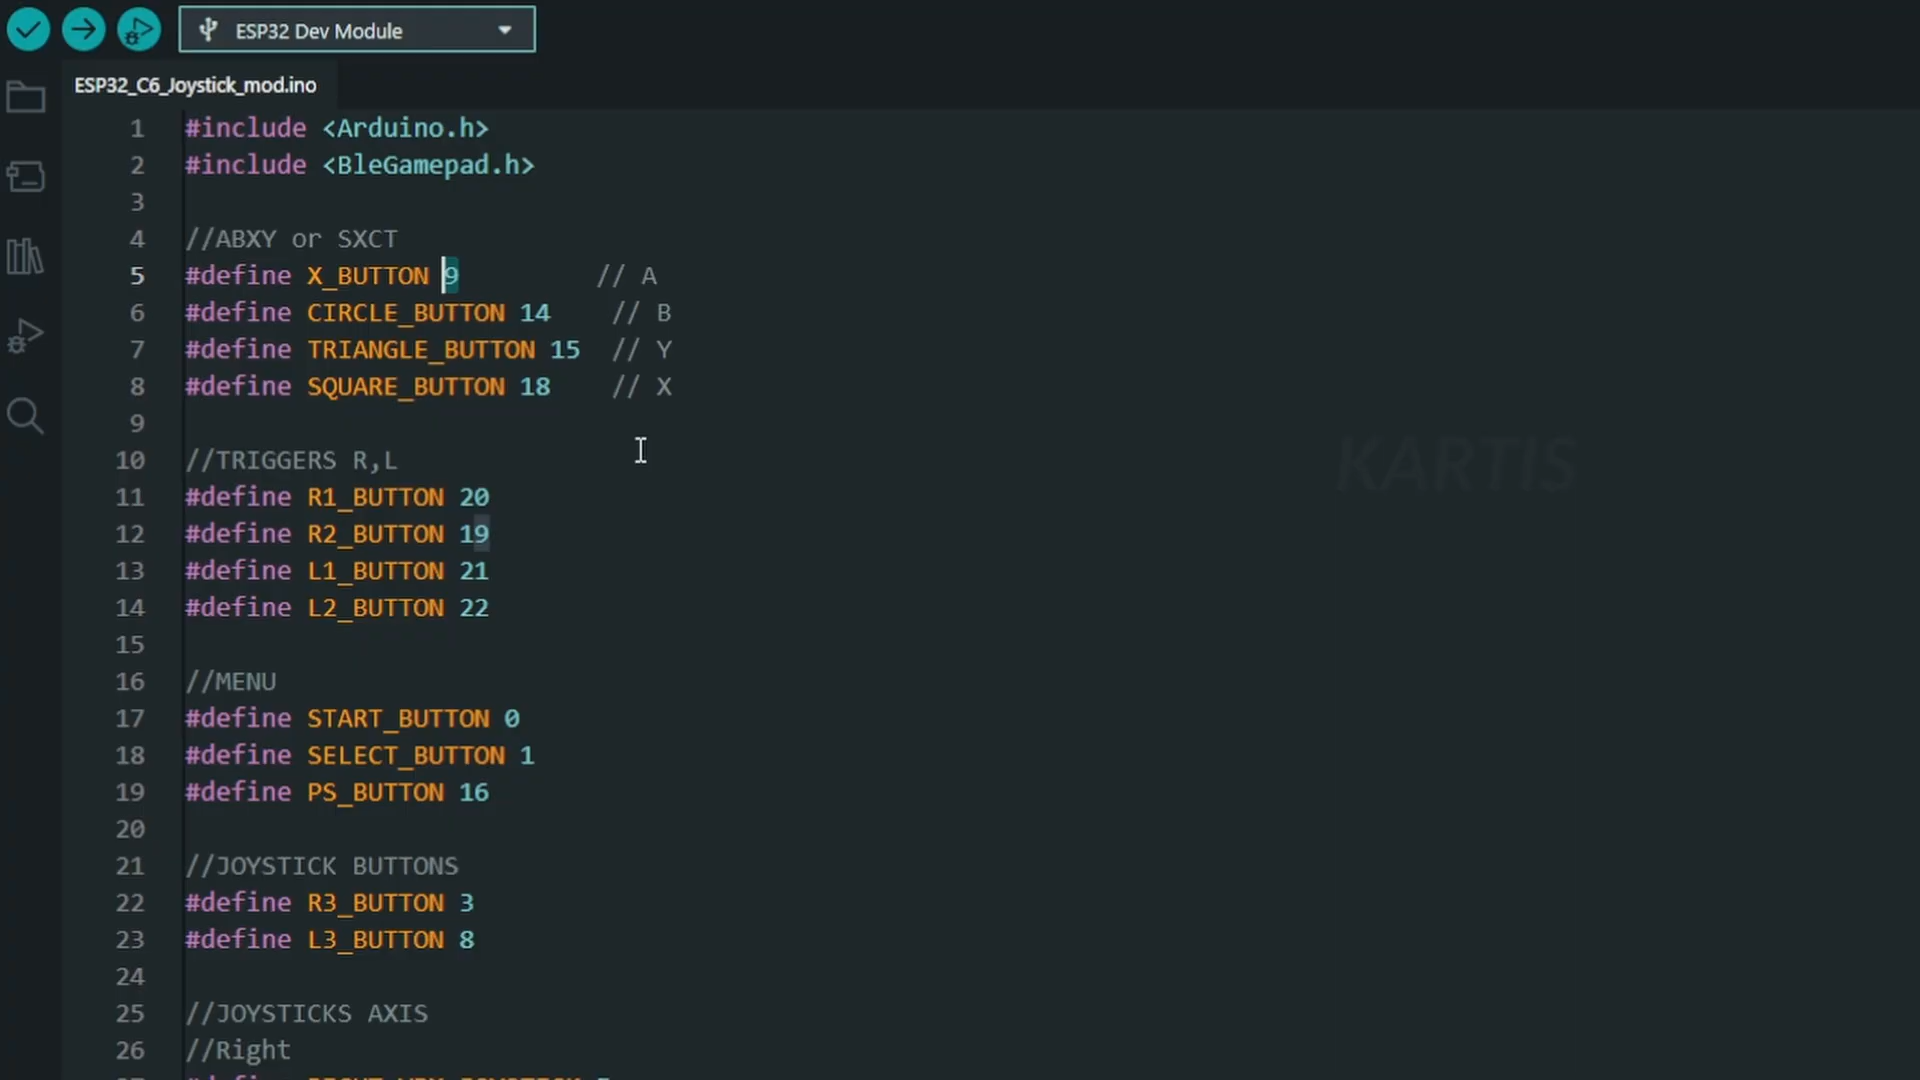 ESP32 Dev Module
ESP32_C6_Joystick_mod.ino
1 #include <Arduino.h>
2 #include <BleGamepad.h>
3
4 //ABXY or SXCT
5 #define X_BUTTON 9 // A
6 #define CIRCLE_BUTTON 14 // B
7 #define TRIANGLE_BUTTON 15 // Y
8 #define SQUARE_BUTTON 18 // X
9
10 //TRIGGERS R,L
11 #define R1_BUTTON 20
12 #define R2_BUTTON 19
13 #define L1_BUTTON 21
14 #define L2_BUTTON 22
15
16 //MENU
17 #define START_BUTTON 0
18 #define SELECT_BUTTON 1
19 #define PS_BUTTON 16
20
21 //JOYSTICK BUTTONS
22 #define R3_BUTTON 3
23 #define L3_BUTTON 8
24
25 //JOYSTICKS AXIS
26 //Right
KARTIS